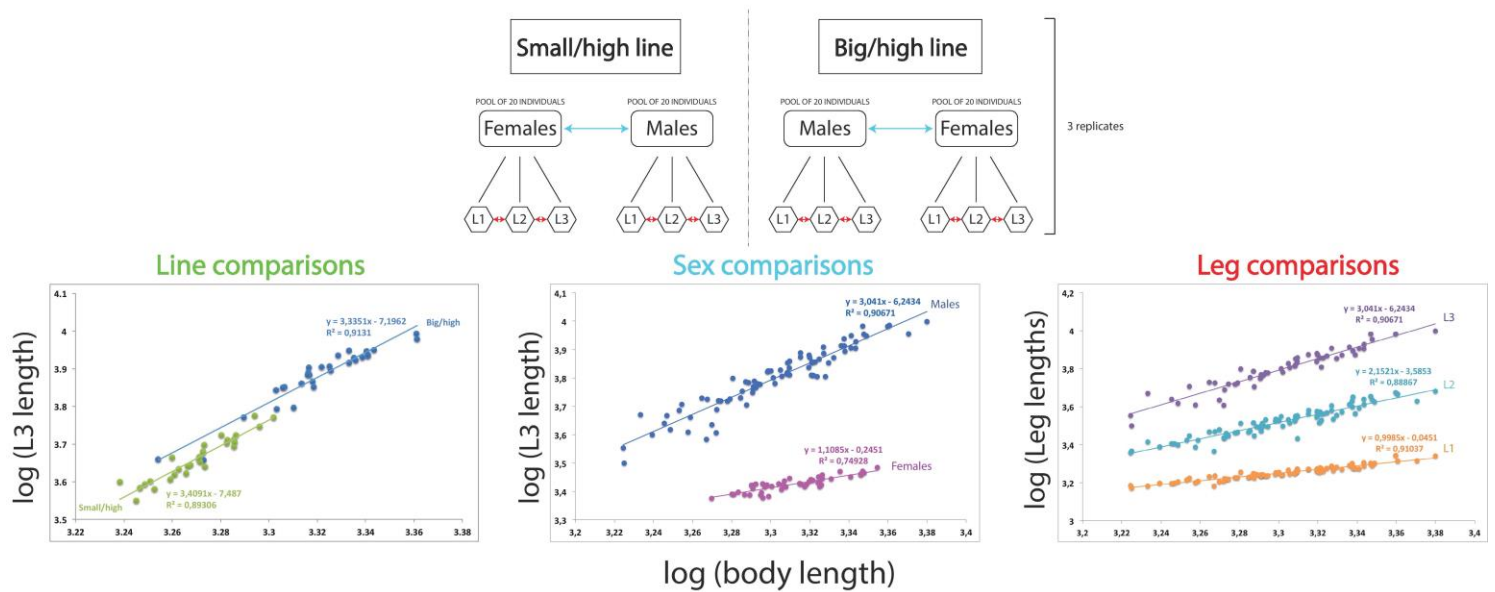 Small/high line
Big/high line
POOL OF 20 INDIVIDUALS
POOL OF 20 INDIVIDUALS
POOL OF 20 INDIVIDUALS
POOL OF 20 INDIVIDUALS
Females
Males
Males
Females
3 replicates
L1 L2 L3
L1 L2 L3
L1 L2 L3
L1 L2 L3
Line comparisons
log (L3 length)
4.1
4
3.9
3.8
3.7
3.6
3.5
3.22 3.24 3.26 3.28 3.3 3.32 3.34 3.36 3.38
y = 3,3351x - 7,1962
R² = 0,9131
Big/high
y = 3,4091x - 7,487
R² = 0,89306
Small/high
Sex comparisons
log (L3 length)
4,1
4
3,9
3,8
3,7
3,6
3,5
3,4
3,3
3,2 3,22 3,24 3,26 3,28 3,3 3,32 3,34 3,36 3,38 3,4
y = 3,041x - 6,2434
R² = 0,90671
Males
y = 1,1085x - 0,2451
R² = 0,74928
Females
Leg comparisons
log (Leg lengths)
4,2
4
3,8
3,6
3,4
3,2
3
3,2 3,22 3,24 3,26 3,28 3,3 3,32 3,34 3,36 3,38 3,4
y = 3,041x - 6,2434
R² = 0,90671
L3
y = 2,1521x - 3,5853
R² = 0,88867
L2
y = 0,9985x - 0,0451
R² = 0,91037
L1
log (body length)